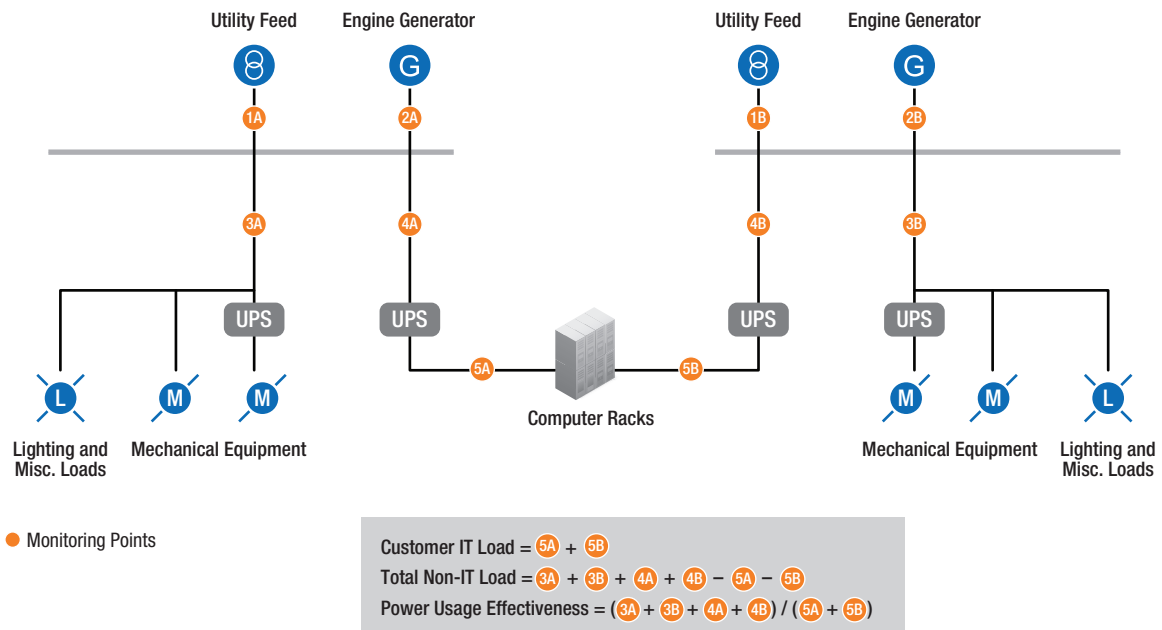 Utility Feed
Engine Generator
Utility Feed
Engine Generator
G
G
1A
2A
1B
2B
3A
4A
4B
3B
UPS
UPS
UPS
UPS
5A
5B
L
M
M
M
M
L
Computer Racks
Lighting and
Misc. Loads
Mechanical Equipment
Mechanical Equipment
Lighting and
Misc. Loads
Monitoring Points
Customer IT Load = 5A + 5B
Total Non-IT Load = 3A + 3B + 4A + 4B − 5A − 5B
Power Usage Effectiveness = (3A + 3B + 4A + 4B) / (5A + 5B)